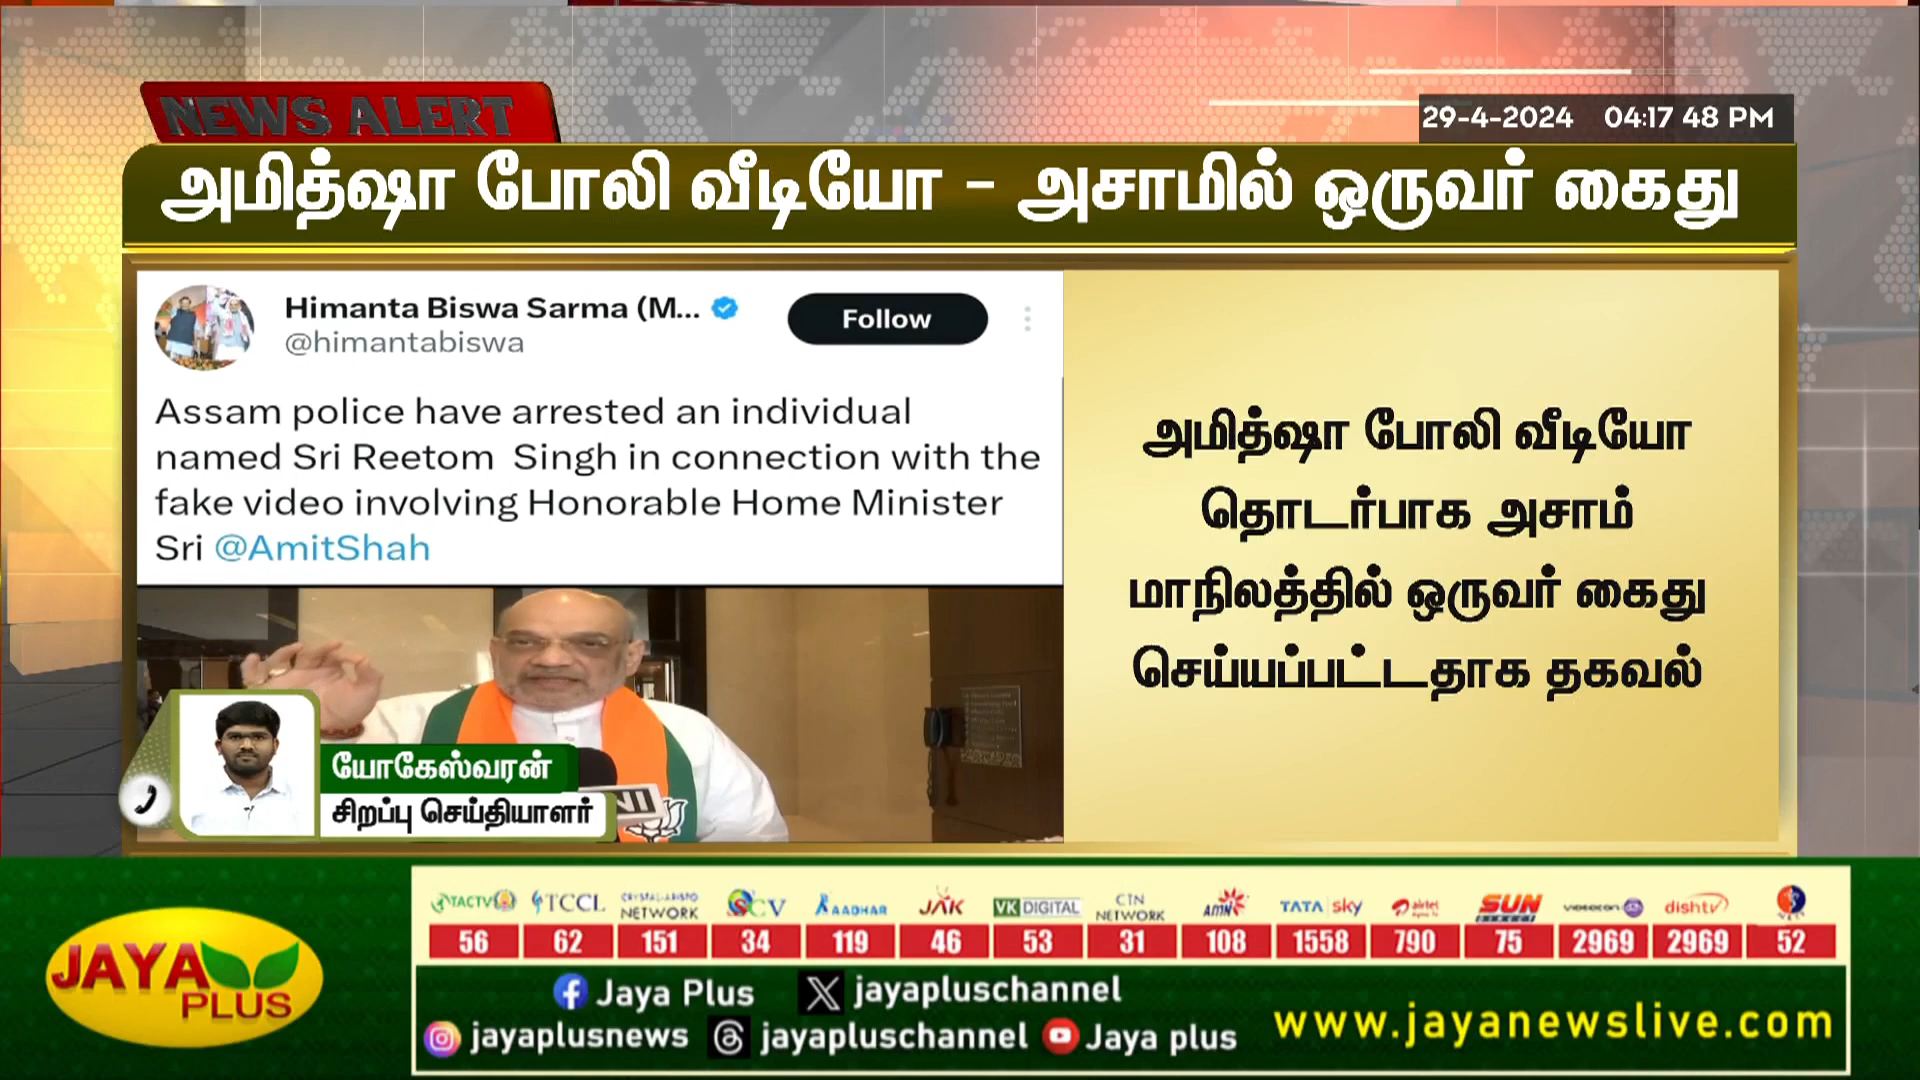 NEWS ALERT
29-4-2024 04:17 48 PM
அமித்ஷா போலி வீடியோ - அசாமில் ஒருவர் கைது
Himanta Biswa Sarma (M...
Follow
@himantabiswa
Assam police have arrested an individual
named Sri Reetom Singh in connection with the
fake video involving Honorable Home Minister
Sri @AmitShah
அமித்ஷா போலி வீடியோ
தொடர்பாக அசாம்
மாநிலத்தில் ஒருவர் கைது
செய்யப்பட்டதாக தகவல்
யோகேஸ்வரன்
சிறப்பு செய்தியாளர்
JAYA
PLUS
TACTV TCCL NETWORK SCV AADHAR JAK VK DIGITAL CTN NETWORK AMN TATA sky airtel SUN DIRECT videocon dishtv
56 62 151 34 119 46 53 31 108 1558 790 75 2969 2969 52
Jaya Plus jayapluschannel
jayaplusnews jayapluschannel Jaya plus
www.jayanewslive.com